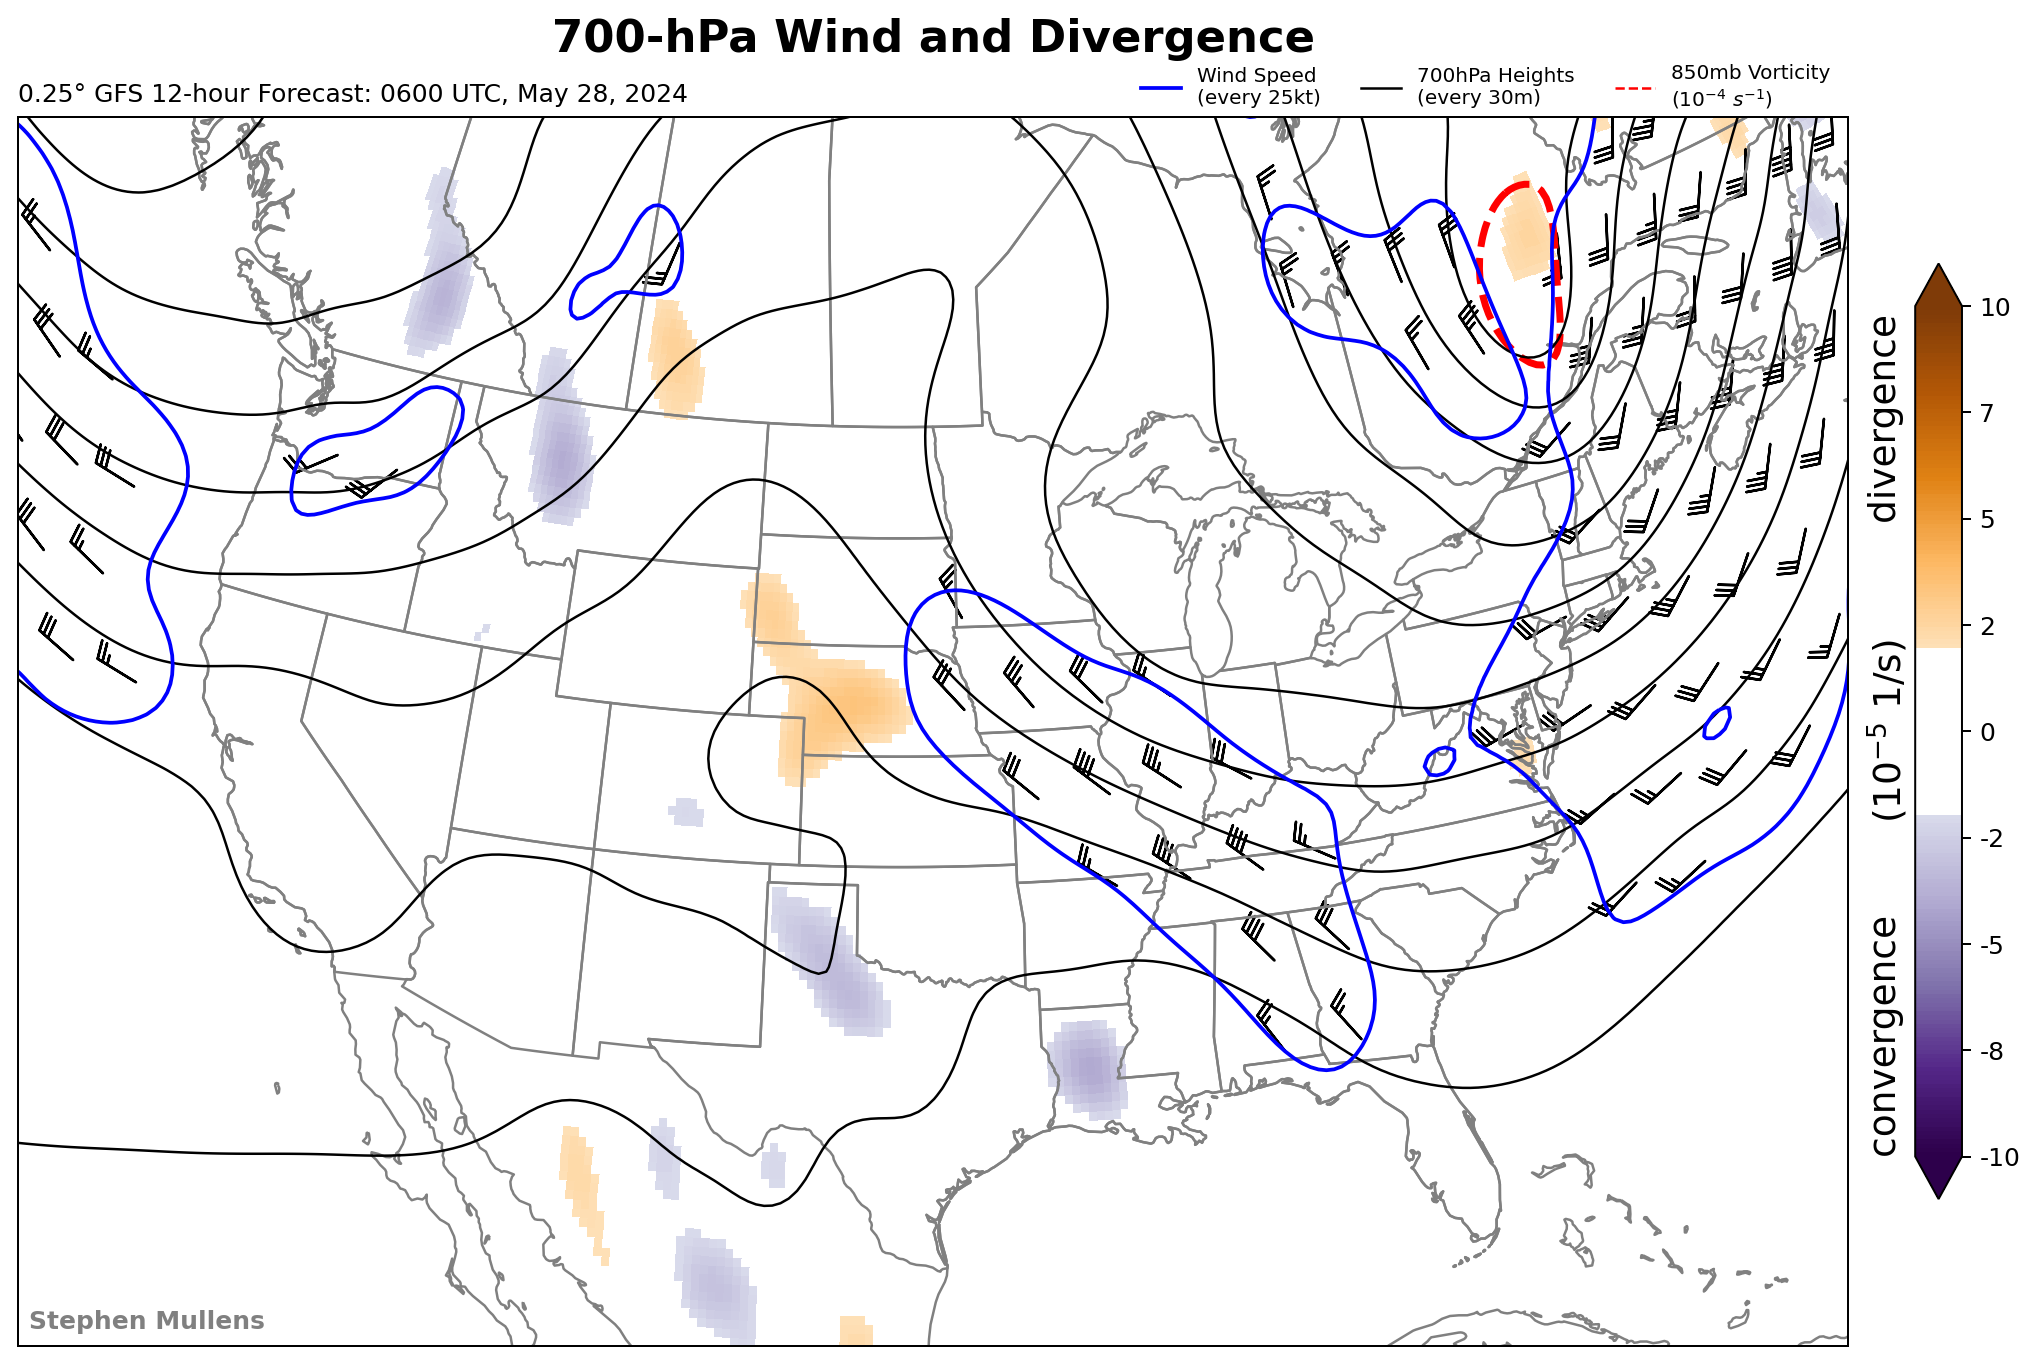 700-hPa Wind and Divergence
0.25° GFS 12-hour Forecast: 0600 UTC, May 28, 2024
Wind Speed
(every 25kt)
700hPa Heights
(every 30m)
850mb Vorticity
(10⁻⁴ s⁻¹)
10
7
5
2
0
-2
-5
-8
-10
convergence (10⁻⁵ 1/s) divergence
Stephen Mullens